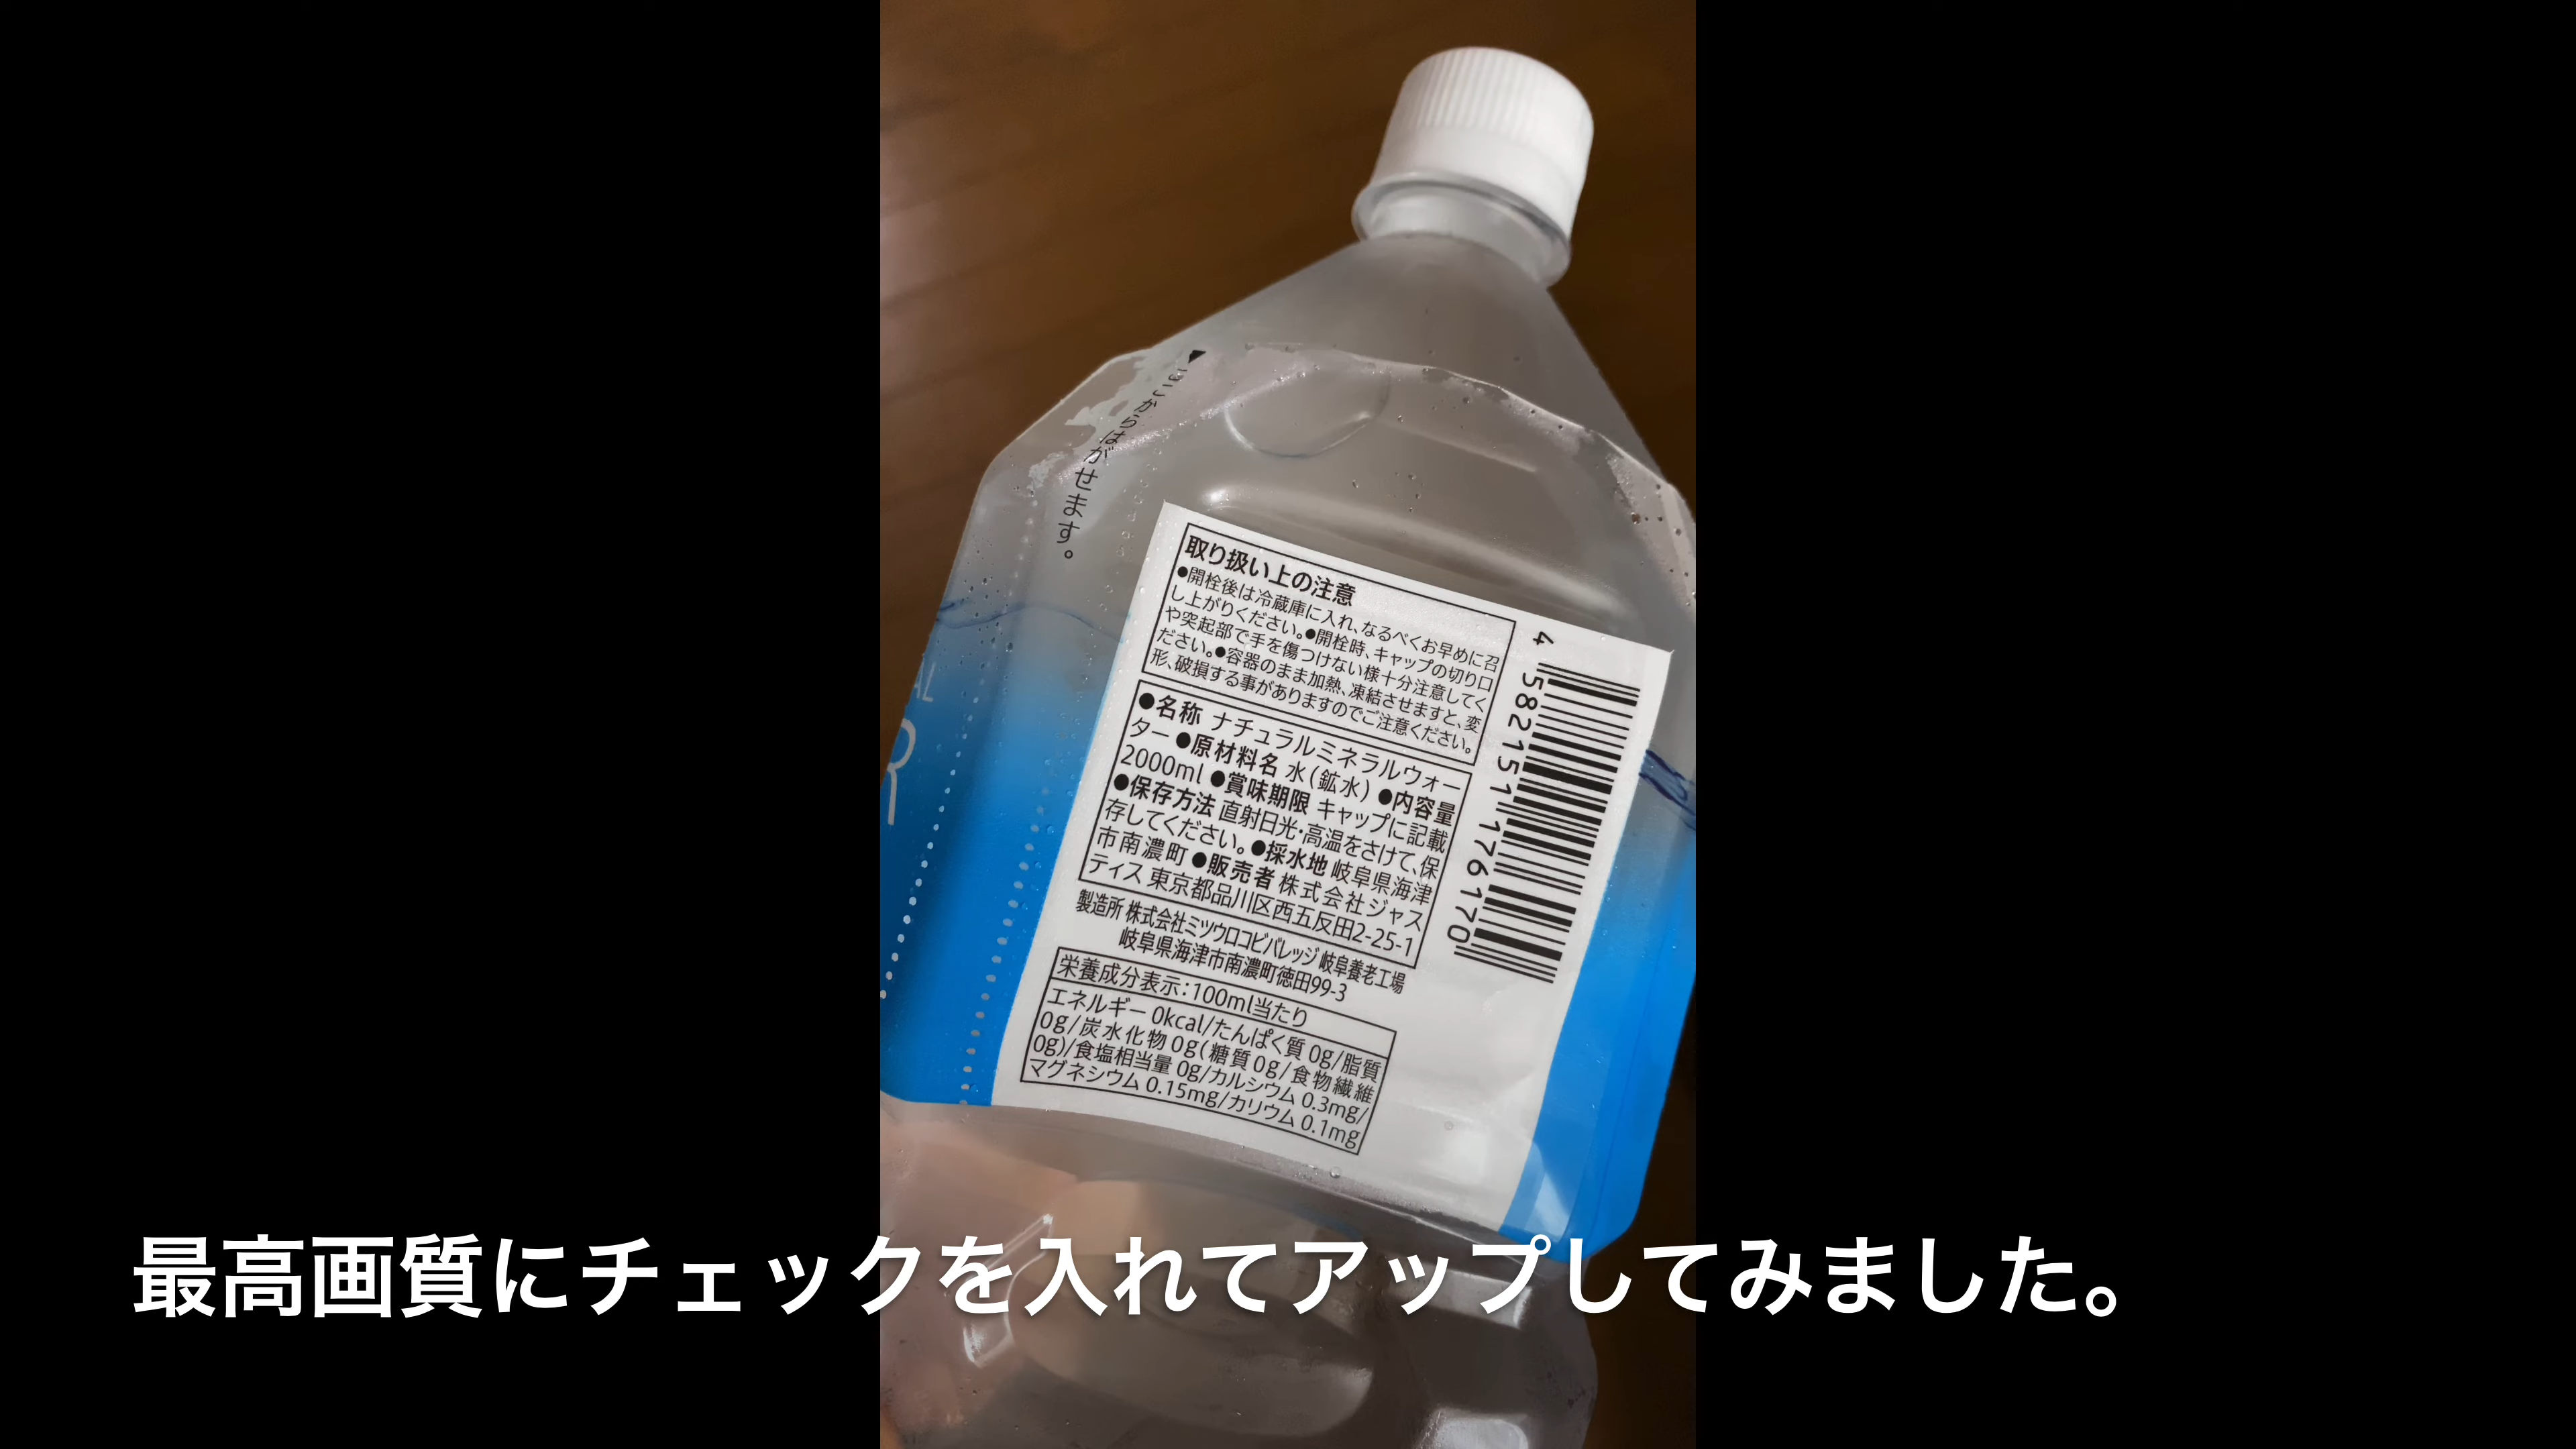 ▼ここからはがせます。
AL
R
取り扱い上の注意
●開栓後は冷蔵庫に入れ、なるべくお早めに召
し上がりください。●開栓時、キャップの切り口
や突起部で手を傷つけない様十分注意してく
ださい。●容器のまま加熱、凍結させますと、変
形、破損する事がありますのでご注意ください。
●名称 ナチュラルミネラルウォー
ター ●原材料名 水(鉱水) ●内容量
2000ml ●賞味期限 キャップに記載
●保存方法 直射日光・高温をさけて、保
存してください。●採水地 岐阜県海津
市南濃町 ●販売者 株式会社ジャス
ティス 東京都品川区西五反田2-25-1
製造所 株式会社ミツウロコビバレッジ 岐阜養老工場
岐阜県海津市南濃町徳田99-3
栄養成分表示：100ml当たり
エネルギー 0kcal/たんぱく質 0g/脂質
0g/炭水化物 0g(糖質 0g/食物繊維
0g)/食塩相当量 0g/カルシウム 0.3mg/
マグネシウム 0.15mg/カリウム 0.1mg
4 582151 176170
最高画質にチェックを入れてアップしてみました。